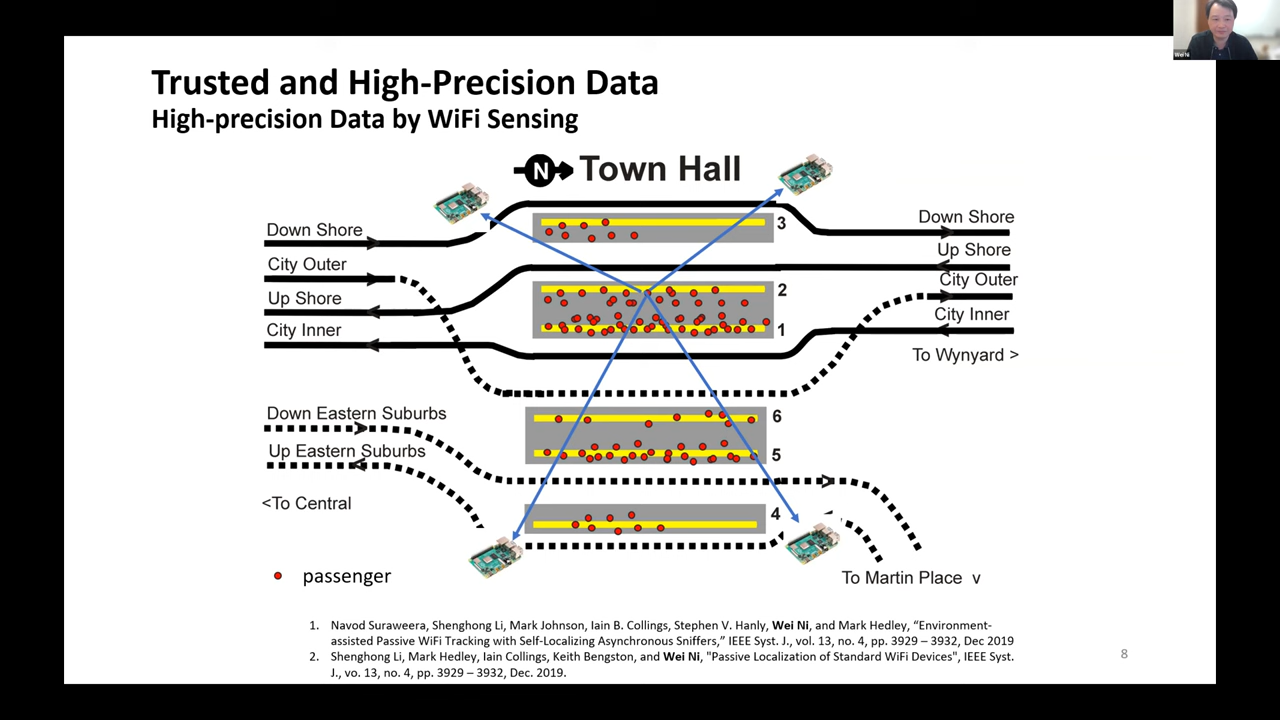 Wei Ni
Trusted and High-Precision Data
High-precision Data by WiFi Sensing
N Town Hall
Down Shore
City Outer
Up Shore
City Inner
Down Eastern Suburbs
Up Eastern Suburbs
<To Central
3
2
1
6
5
4
Down Shore
Up Shore
City Outer
City Inner
To Wynyard >
To Martin Place v
passenger
1. Navod Suraweera, Shenghong Li, Mark Johnson, Iain B. Collings, Stephen V. Hanly, Wei Ni, and Mark Hedley, “Environment-
assisted Passive WiFi Tracking with Self-Localizing Asynchronous Sniffers,” IEEE Syst. J., vol. 13, no. 4, pp. 3929 – 3932, Dec 2019
2. Shenghong Li, Mark Hedley, Iain Collings, Keith Bengston, and Wei Ni, "Passive Localization of Standard WiFi Devices", IEEE Syst.
J., vo. 13, no. 4, pp. 3929 – 3932, Dec. 2019.
8